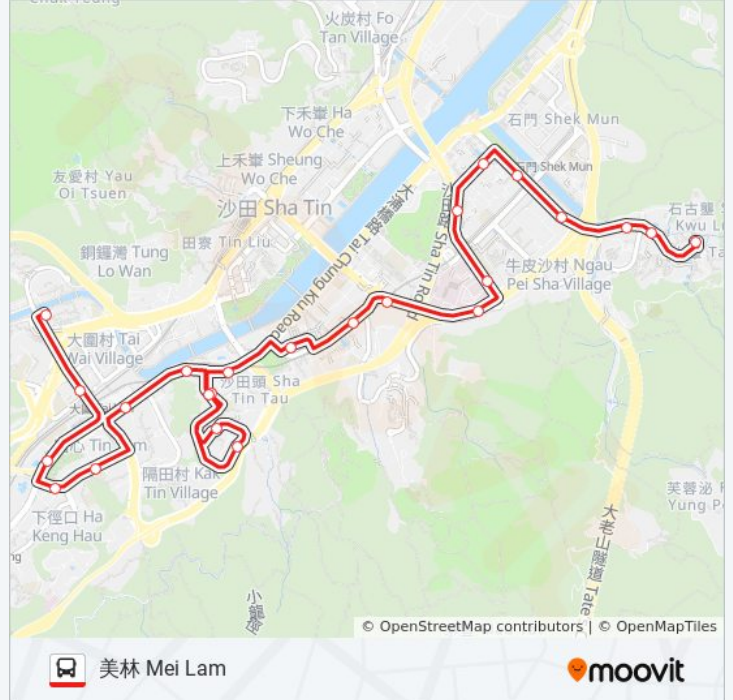 火炭村 Fo
Tan Village
下禾輋 Ha
Wo Che
石門 Shek Mun
上禾輋 Sheung
Wo Che
石門 Shek Mun
友愛村 Yau
Oi Tsuen
沙田 Sha Tin
大涌橋路 Tai Chung Kiu Road
Sha Tin Road
石古壟
Kwu
田寮 Tin Liu
銅鑼灣 Tung
Lo Wan
牛皮沙村 Ngau
Pei Sha Village
大圍村 Tai
Wai Village
沙田頭 Sha
Tin Tau
隔田村 Kak
Tin Village
下徑口 Ha
Keng Hau
芙蓉泌
Yung
大老山隧道 Tate
ng
© OpenStreetMap contributors | © OpenMapTiles
美林 Mei Lam
moovit